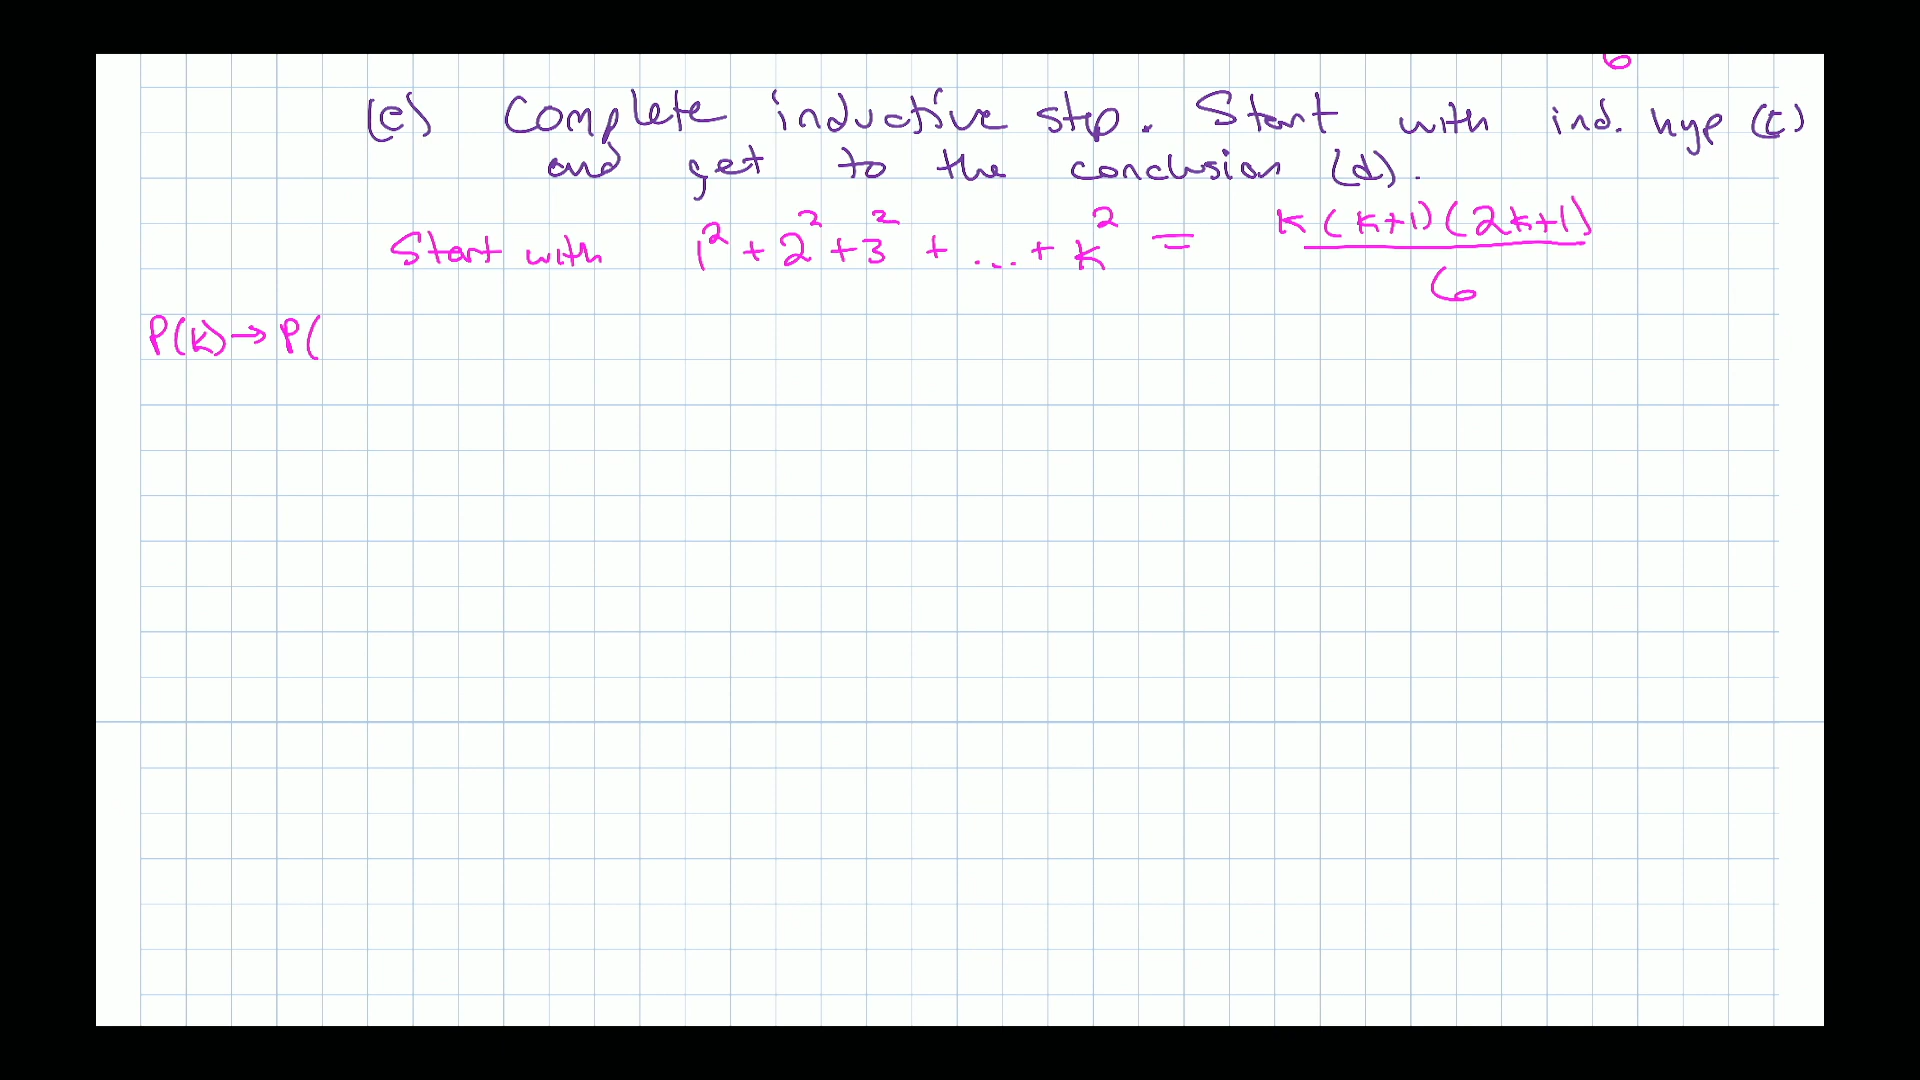 6
(e) Complete inductive step. Start with ind. hyp (c)
and get to the conclusion (d).
Start with 1² + 2² + 3² + ... + k² = k(k+1)(2k+1)
6
P(k) → P(